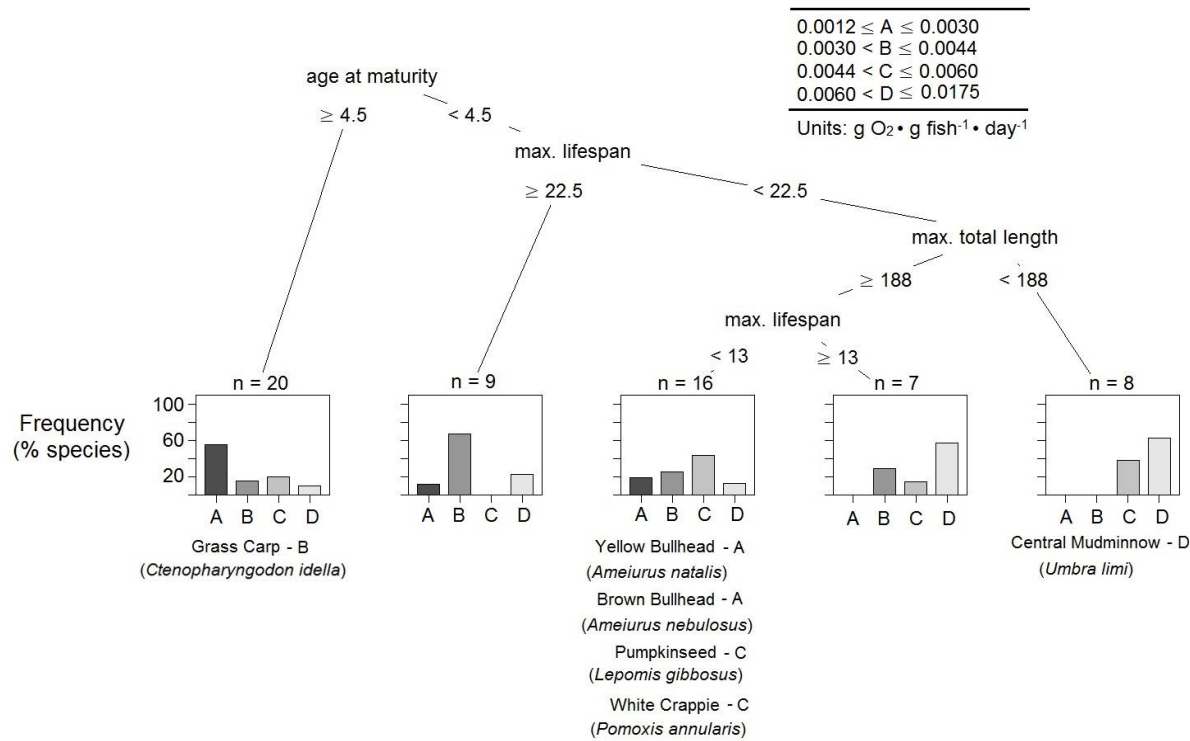 0.0012 ≤ A ≤ 0.0030
0.0030 < B ≤ 0.0044
0.0044 < C ≤ 0.0060
0.0060 < D ≤ 0.0175
Units: g O2 • g fish-1 • day-1
age at maturity
≥ 4.5 < 4.5
max. lifespan
≥ 22.5 < 22.5
max. total length
≥ 188 < 188
max. lifespan
< 13 ≥ 13
n = 20 n = 9 n = 16 n = 7 n = 8
Frequency
(% species)
100
60
20
A B C D A B C D A B C D A B C D A B C D
Grass Carp - B
(Ctenopharyngodon idella)
Yellow Bullhead - A
(Ameiurus natalis)
Brown Bullhead - A
(Ameiurus nebulosus)
Pumpkinseed - C
(Lepomis gibbosus)
White Crappie - C
(Pomoxis annularis)
Central Mudminnow - D
(Umbra limi)